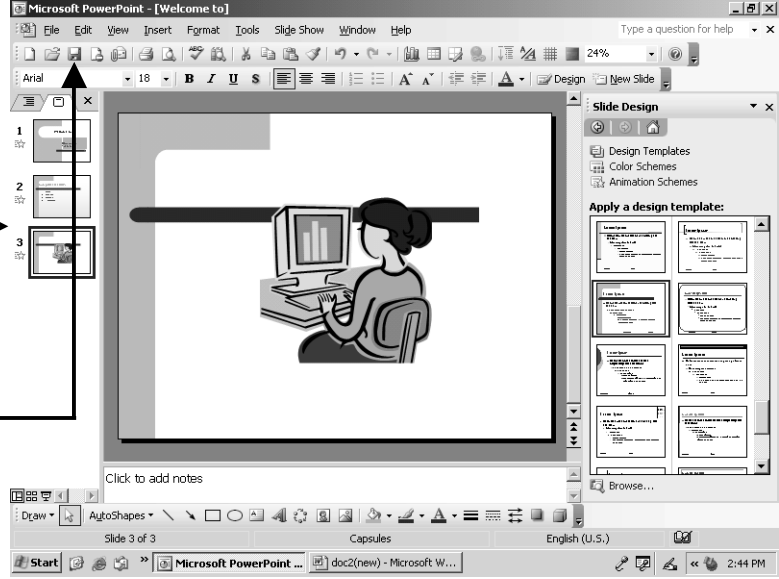 Microsoft PowerPoint - [Welcome to]
File Edit View Insert Format Tools Slide Show Window Help
Type a question for help
24%
Arial 18 B I U S A A A Design New Slide
1
2
3
Slide Design
Design Templates
Color Schemes
Animation Schemes
Apply a design template:
Browse...
Click to add notes
Draw AutoShapes A
Slide 3 of 3 Capsules English (U.S.)
Start » Microsoft PowerPoint ... doc2(new) - Microsoft W... « 2:44 PM